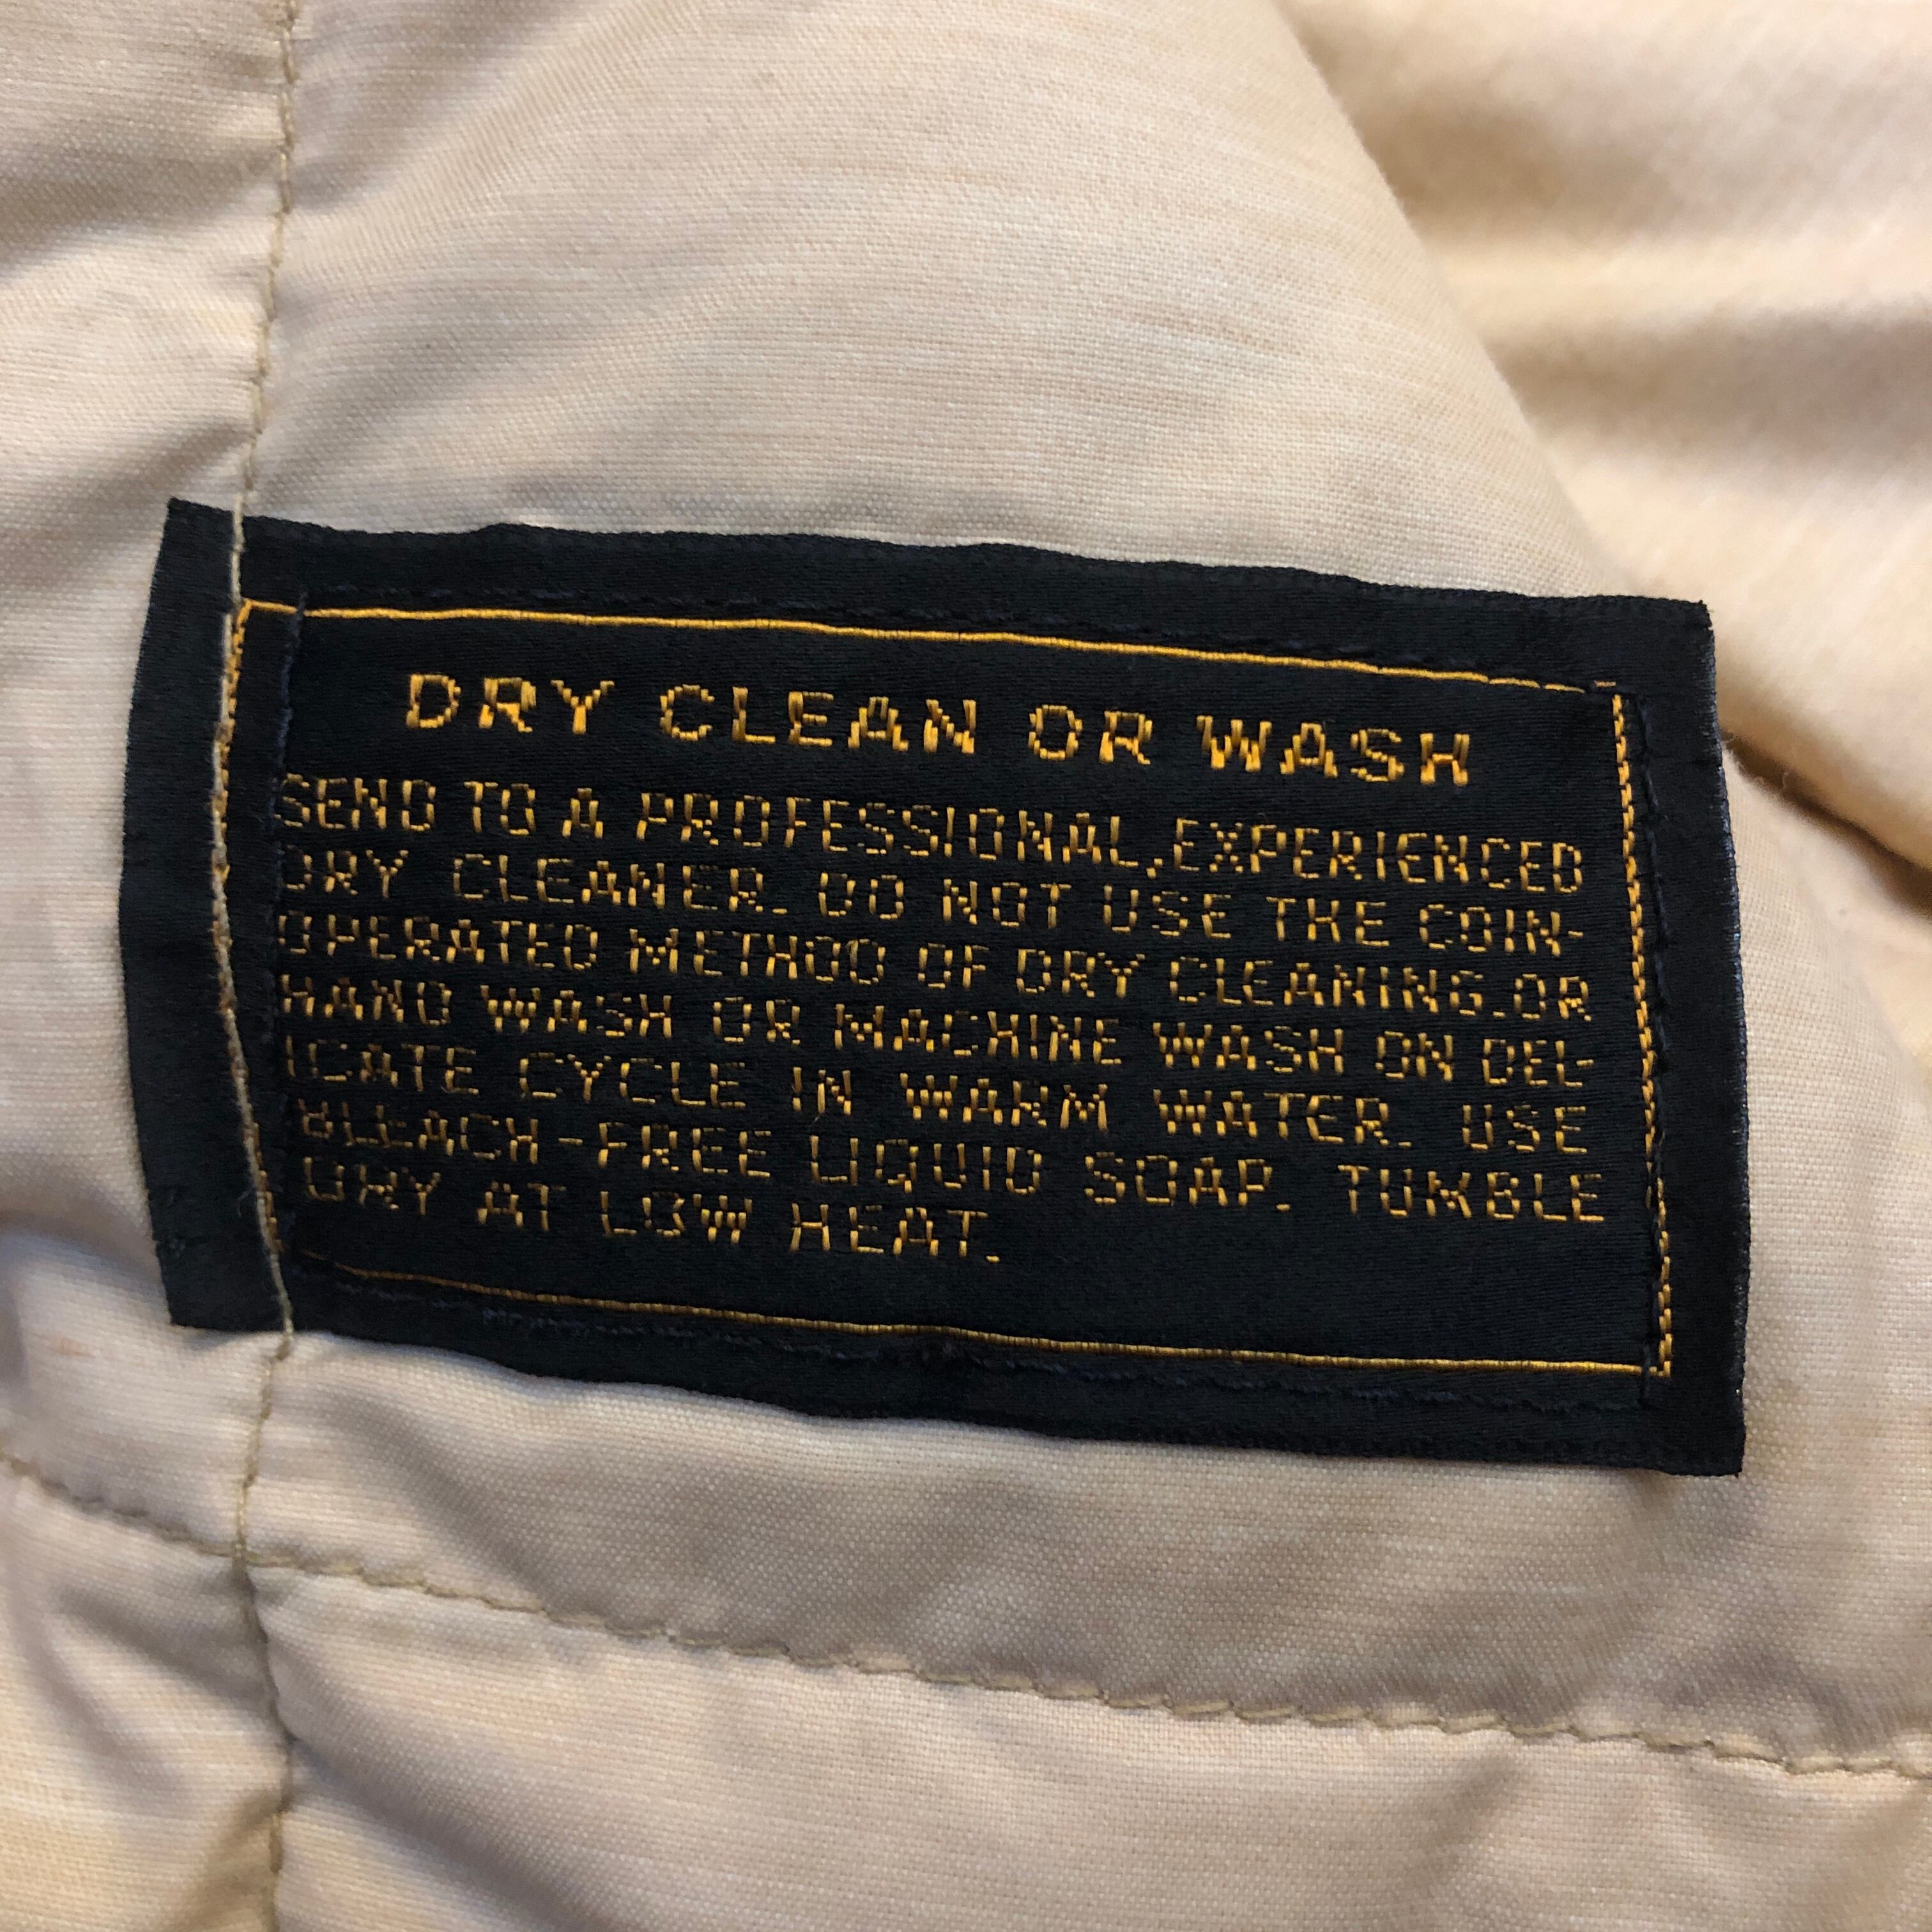 DRY CLEAN OR WASH
SEND TO A PROFESSIONAL, EXPERIENCED
DRY CLEANER. DO NOT USE THE COIN-
OPERATED METHOD OF DRY CLEANING. OR
HAND WASH OR MACHINE WASH ON DEL-
ICATE CYCLE IN WARM WATER. USE
BLEACH-FREE LIQUID SOAP. TUMBLE
DRY AT LOW HEAT.